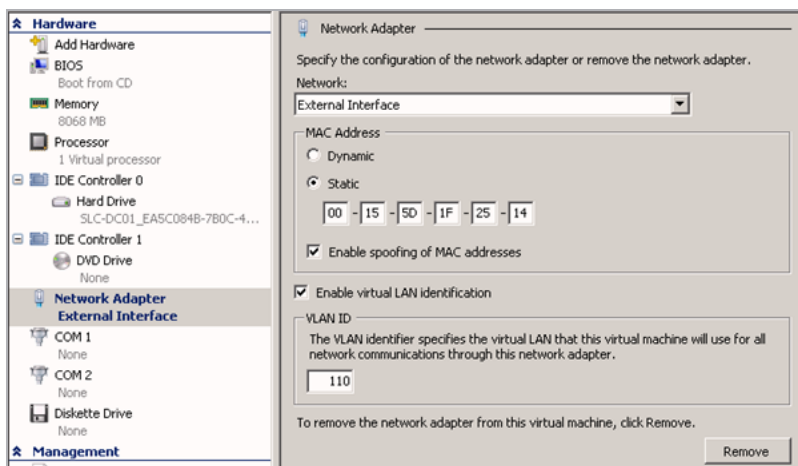 Hardware
Add Hardware
BIOS
Boot from CD
Memory
8068 MB
Processor
1 Virtual processor
IDE Controller 0
Hard Drive
SLC-DC01_EA5C084B-7B0C-4...
IDE Controller 1
DVD Drive
None
Network Adapter
External Interface
COM 1
None
COM 2
None
Diskette Drive
None
Management
Network Adapter
Specify the configuration of the network adapter or remove the network adapter.
Network:
External Interface
MAC Address
Dynamic
Static
00 - 15 - 5D - 1F - 25 - 14
Enable spoofing of MAC addresses
Enable virtual LAN identification
VLAN ID
The VLAN identifier specifies the virtual LAN that this virtual machine will use for all
network communications through this network adapter.
110
To remove the network adapter from this virtual machine, click Remove.
Remove